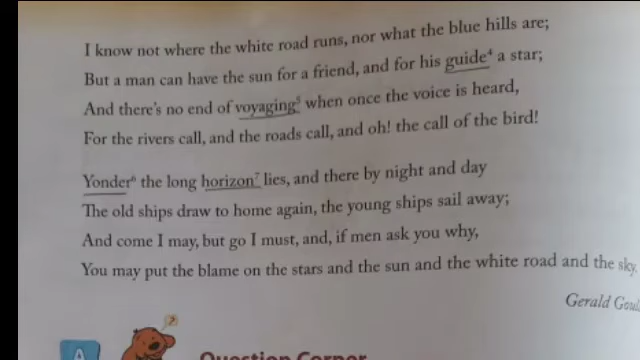 I know not where the white road runs, nor what the blue hills are;
But a man can have the sun for a friend, and for his guide⁴ a star;
And there's no end of voyaging⁵ when once the voice is heard,
For the rivers call, and the roads call, and oh! the call of the bird!
Yonder⁶ the long horizon⁷ lies, and there by night and day
The old ships draw to home again, the young ships sail away;
And come I may, but go I must, and, if men ask you why,
You may put the blame on the stars and the sun and the white road and the sky.
Gerald
?
A
Question Corner